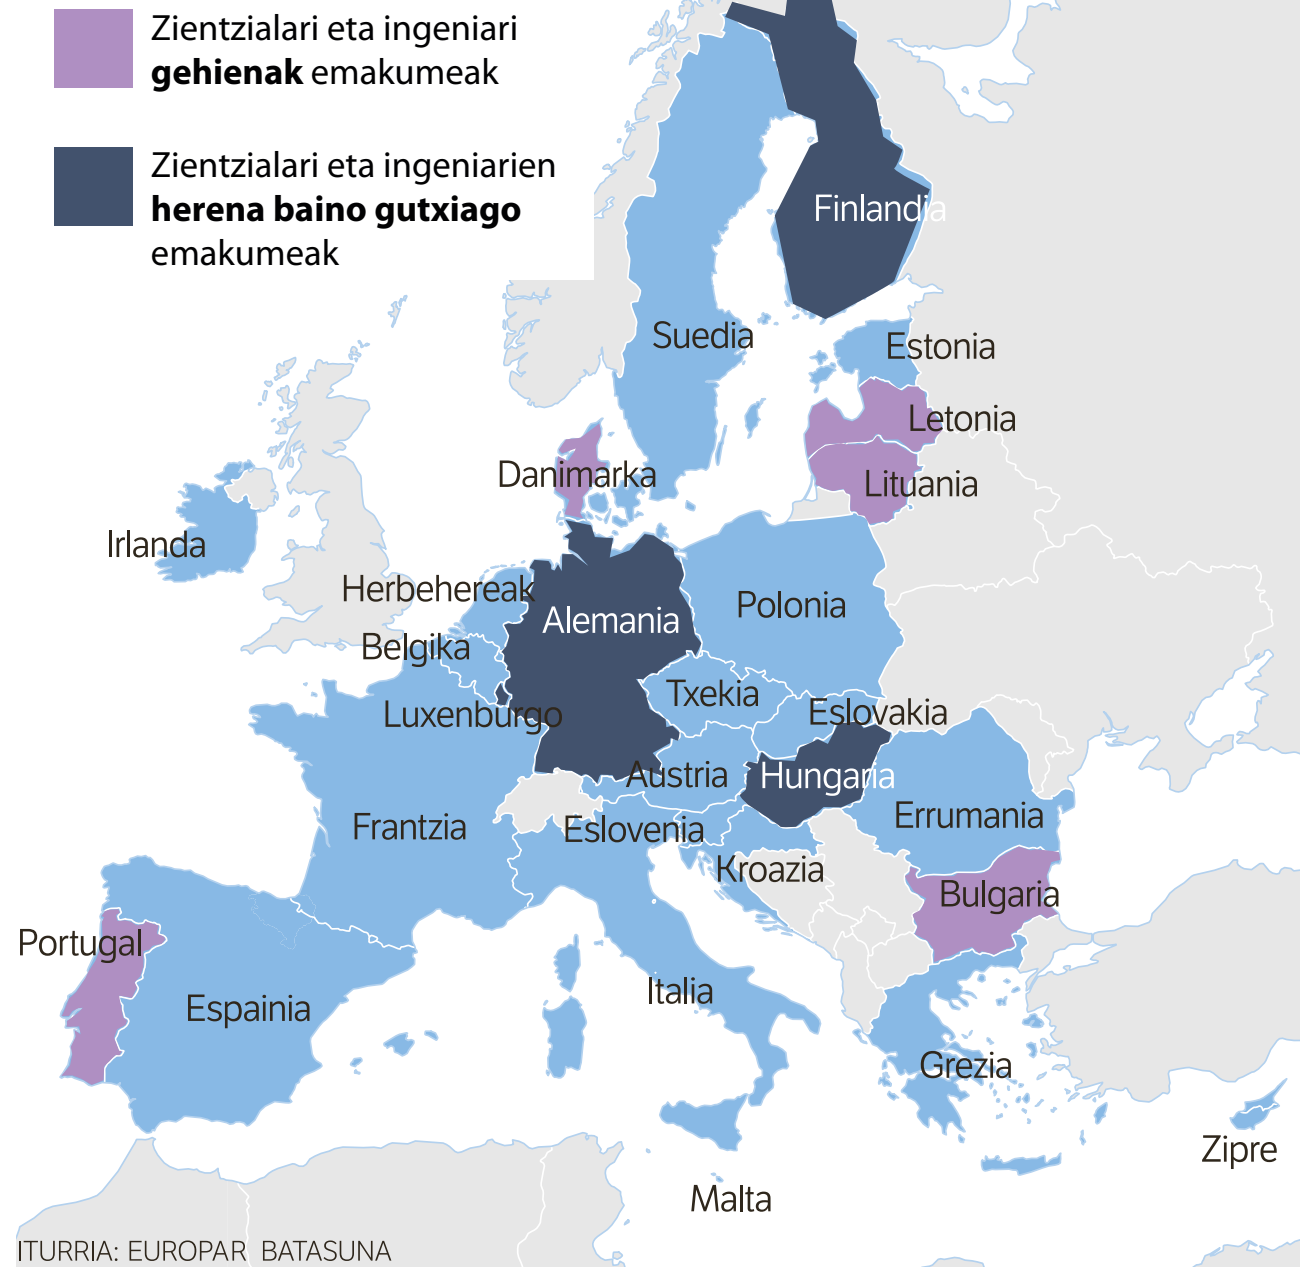 Zientzialari eta ingeniari
gehienak emakumeak
Zientzialari eta ingeniarien
herena baino gutxiago
emakumeak
Finlandia
Suedia
Estonia
Letonia
Danimarka
Lituania
Irlanda
Herbehereak
Polonia
Alemania
Belgika
Txekia
Luxenburgo
Eslovakia
Austria
Hungaria
Errumania
Frantzia
Eslovenia
Kroazia
Bulgaria
Portugal
Italia
Espainia
Grezia
Zipre
Malta
ITURRIA: EUROPAR BATASUNA